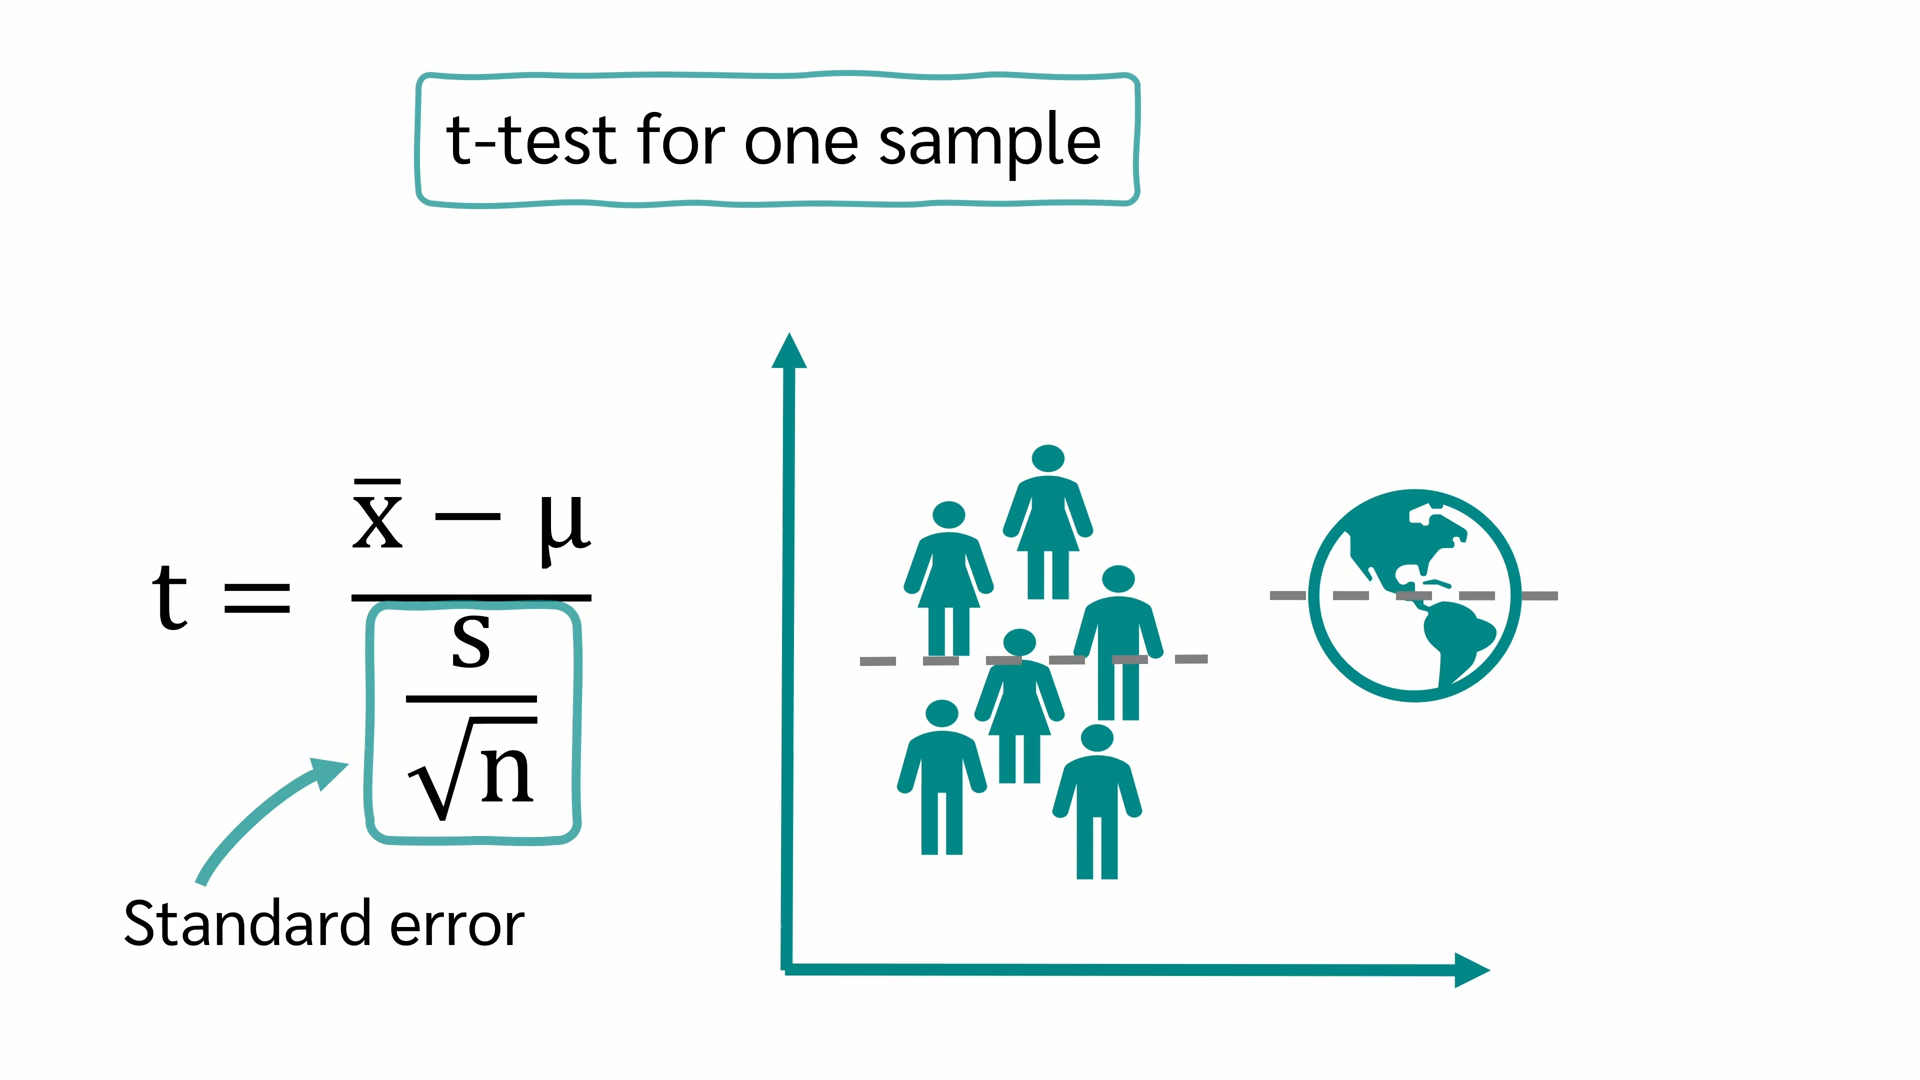 t-test for one sample
t = (x̄ − μ) / (s / √n)
Standard error